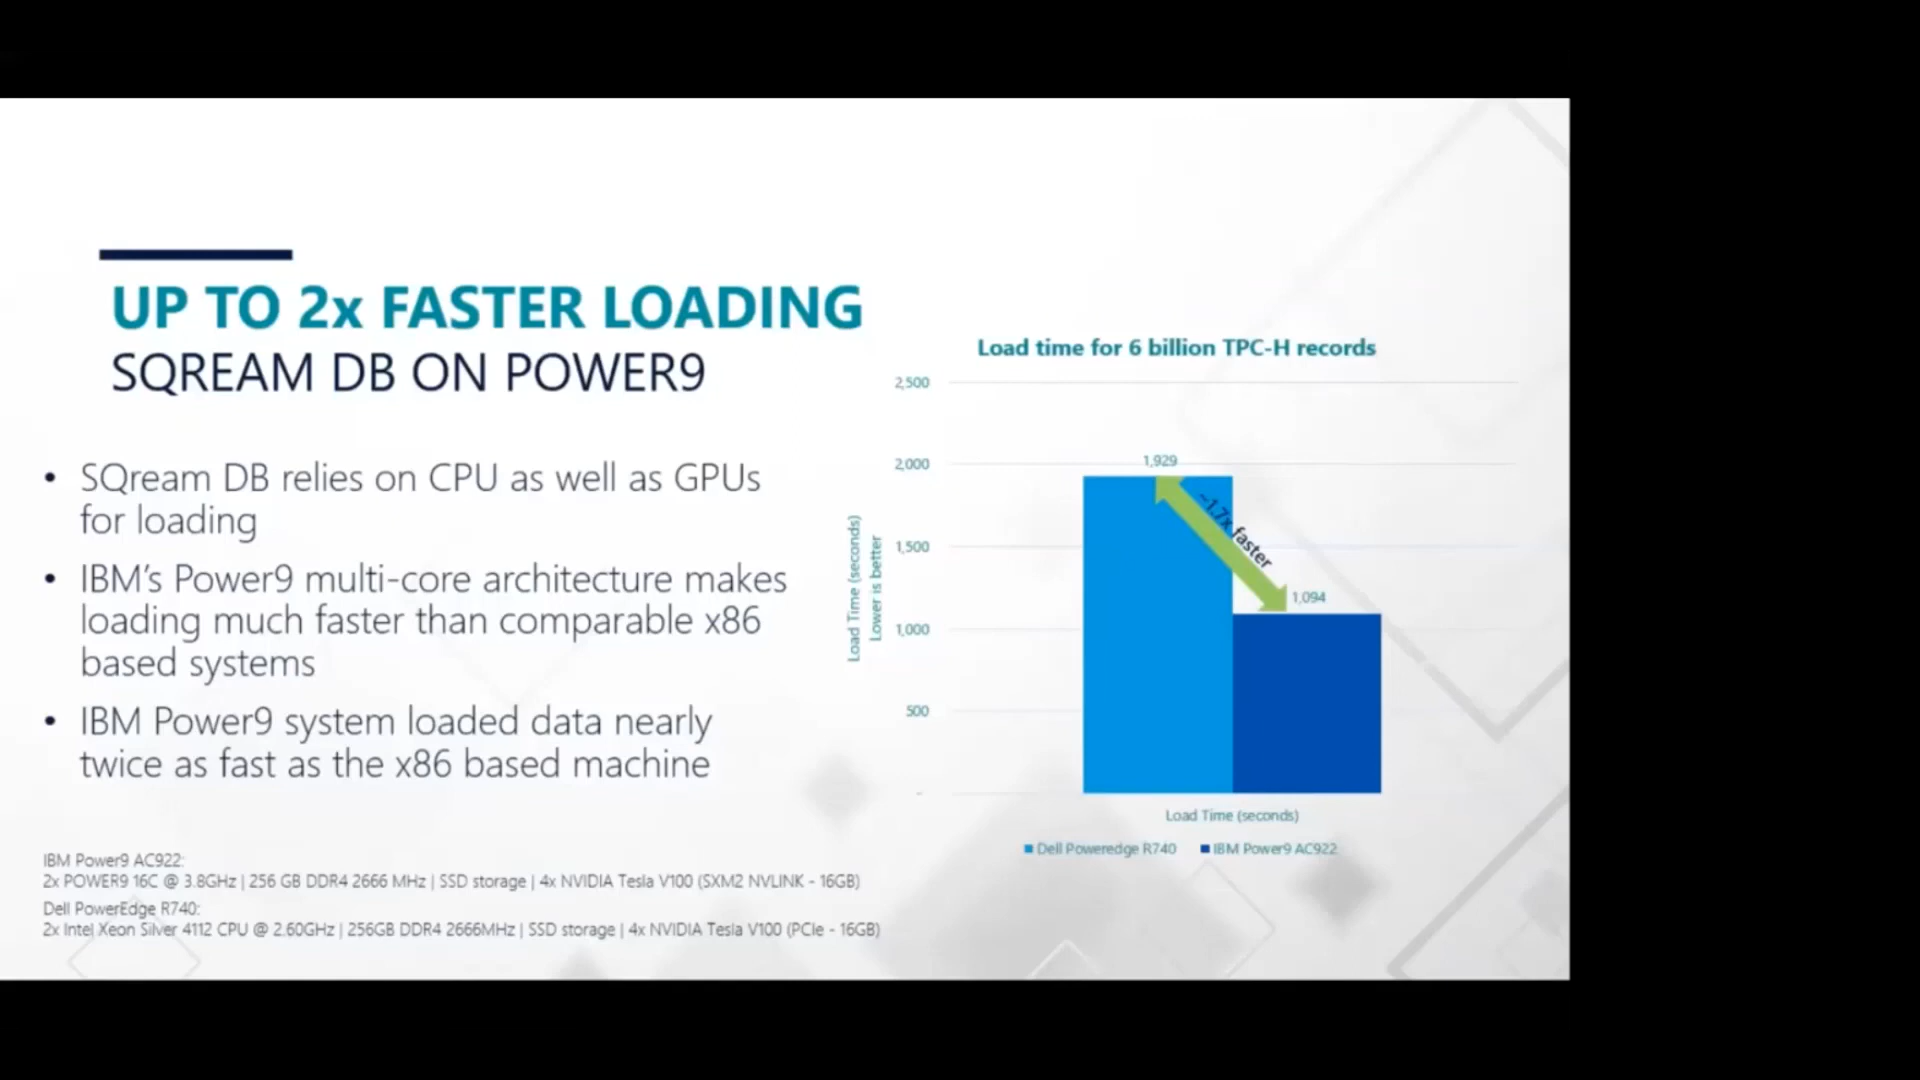 UP TO 2x FASTER LOADING
SQREAM DB ON POWER9
• SQream DB relies on CPU as well as GPUs
for loading
• IBM's Power9 multi-core architecture makes
loading much faster than comparable x86
based systems
• IBM Power9 system loaded data nearly
twice as fast as the x86 based machine
IBM Power9 AC922:
2x POWER9 16C @ 3.8GHz | 256 GB DDR4 2666 MHz | SSD storage | 4x NVIDIA Tesla V100 (SXM2 NVLINK - 16GB)
Dell PowerEdge R740:
2x Intel Xeon Silver 4112 CPU @ 2.60GHz | 256GB DDR4 2666MHz | SSD storage | 4x NVIDIA Tesla V100 (PCIe - 16GB)
Load time for 6 billion TPC-H records
Load Time (seconds)
Lower is better
2,500
2,000
1,500
1,000
500
-
1,929
~1.7x faster
1,094
Load Time (seconds)
Dell Poweredge R740
IBM Power9 AC922